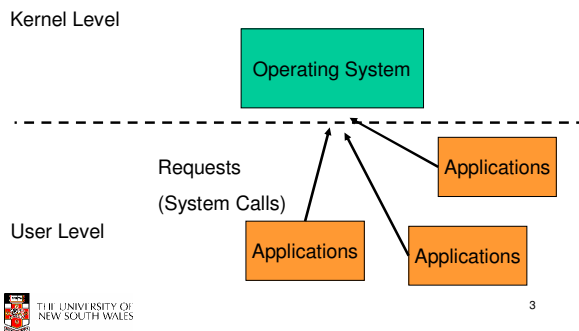 Kernel Level
Operating System
Requests
(System Calls)
Applications
User Level
Applications
Applications
THE UNIVERSITY OF
NEW SOUTH WALES
3